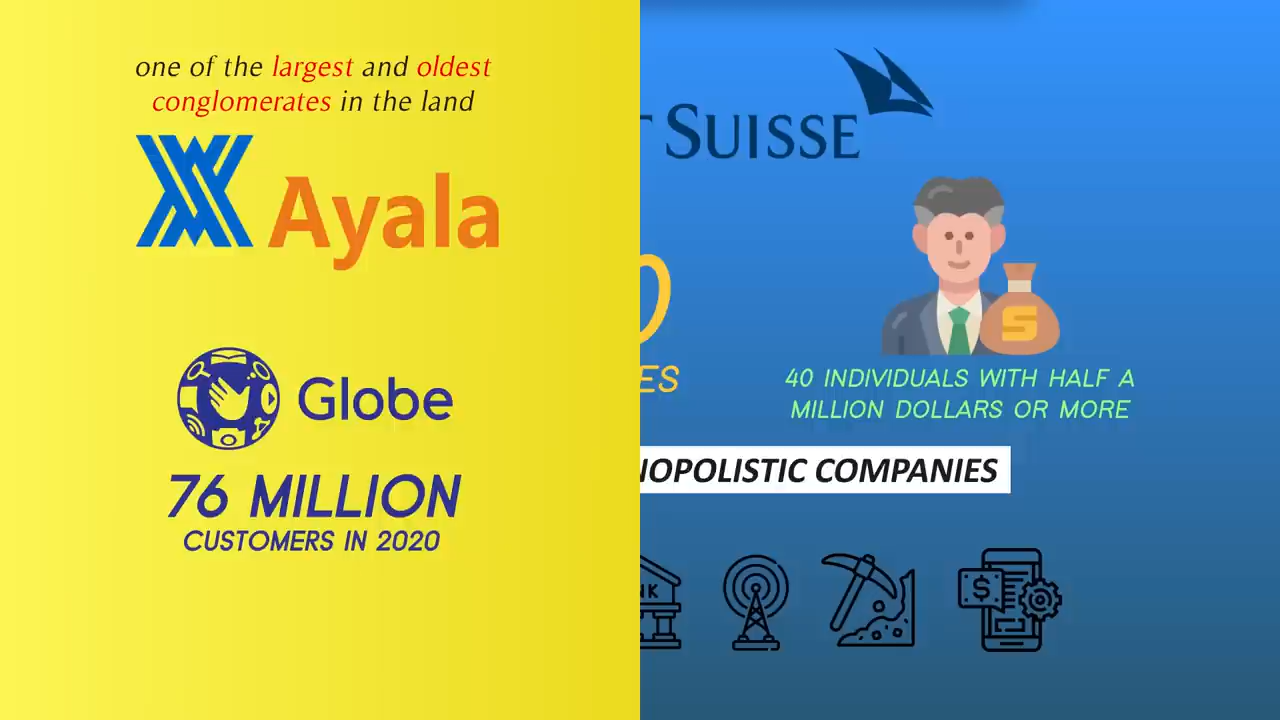 one of the largest and oldest
conglomerates in the land
Ayala
Globe
76 MILLION
CUSTOMERS IN 2020
SUISSE
40 INDIVIDUALS WITH HALF A
MILLION DOLLARS OR MORE
COMPANIES
$